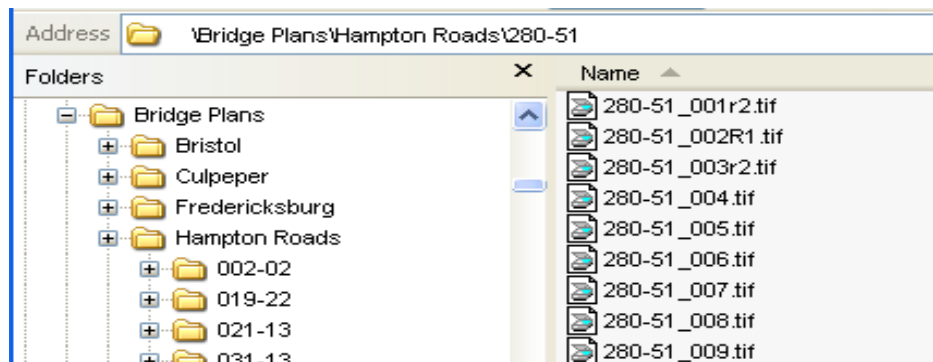 Address \Bridge Plans\Hampton Roads\280-51
Folders
Bridge Plans
Bristol
Culpeper
Fredericksburg
Hampton Roads
002-02
019-22
021-13
031-13
Name
280-51_001r2.tif
280-51_002R1.tif
280-51_003r2.tif
280-51_004.tif
280-51_005.tif
280-51_006.tif
280-51_007.tif
280-51_008.tif
280-51_009.tif